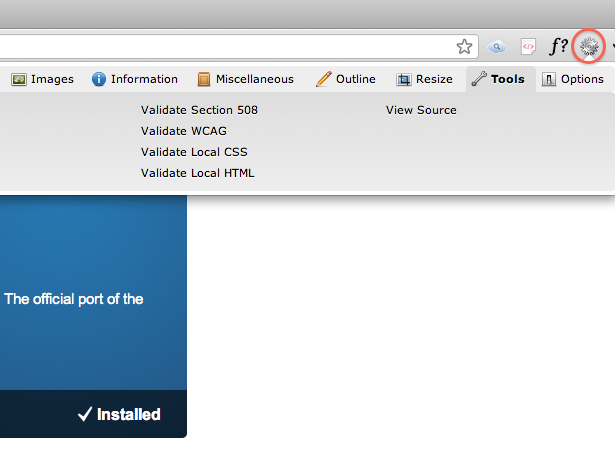 f?
Images Information Miscellaneous Outline Resize Tools Options
Validate Section 508 View Source
Validate WCAG
Validate Local CSS
Validate Local HTML
The official port of the
Installed